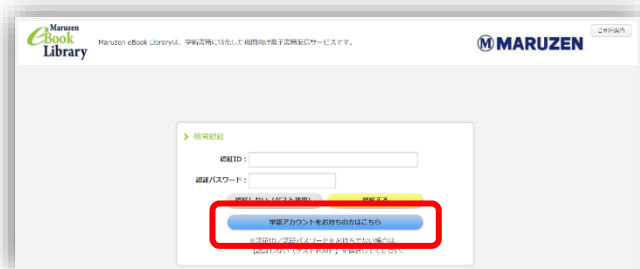 Maruzen
eBook
Library
Maruzen eBook Libraryは、学術書籍に特化した機関向け電子書籍配信サービスです。
MARUZEN
ご利用案内
機関認証
認証ID：
認証パスワード：
認証しない（ゲスト利用）
認証する
学認アカウントをお持ちの方はこちら
※認証ID／認証パスワードをお持ちでない場合は、
【認証しない（ゲスト利用）】を選択してください。